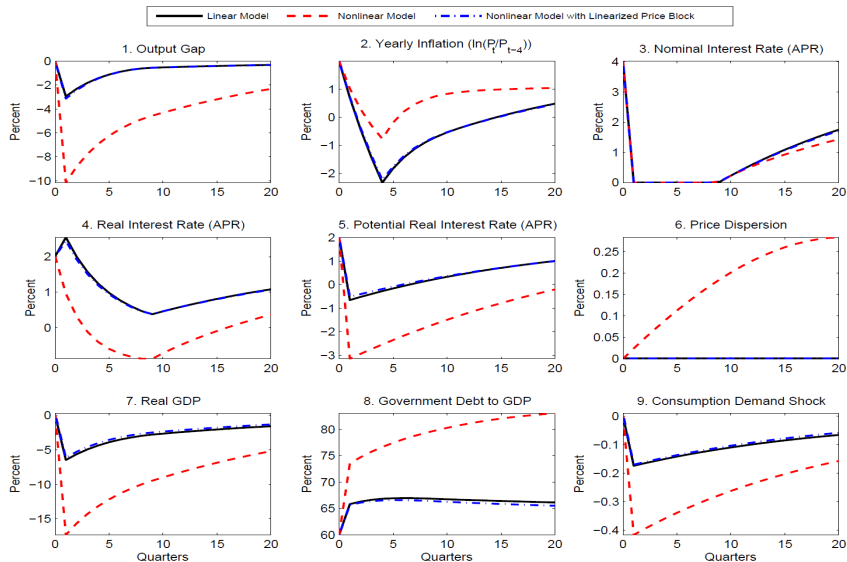 Linear Model Nonlinear Model Nonlinear Model with Linearized Price Block
1. Output Gap
Percent
0
−2
−4
−6
−8
−10
0 5 10 15 20
2. Yearly Inflation (ln(Pt/Pt−4))
Percent
1
0
−1
−2
0 5 10 15 20
3. Nominal Interest Rate (APR)
Percent
4
3
2
1
0
0 5 10 15 20
4. Real Interest Rate (APR)
Percent
2
1
0
0 5 10 15 20
5. Potential Real Interest Rate (APR)
Percent
2
1
0
−1
−2
−3
0 5 10 15 20
6. Price Dispersion
Percent
0.25
0.2
0.15
0.1
0.05
0
0 5 10 15 20
7. Real GDP
Percent
0
−5
−10
−15
0 5 10 15 20
Quarters
8. Government Debt to GDP
Percent
80
75
70
65
60
0 5 10 15 20
Quarters
9. Consumption Demand Shock
Percent
0
−0.1
−0.2
−0.3
−0.4
0 5 10 15 20
Quarters